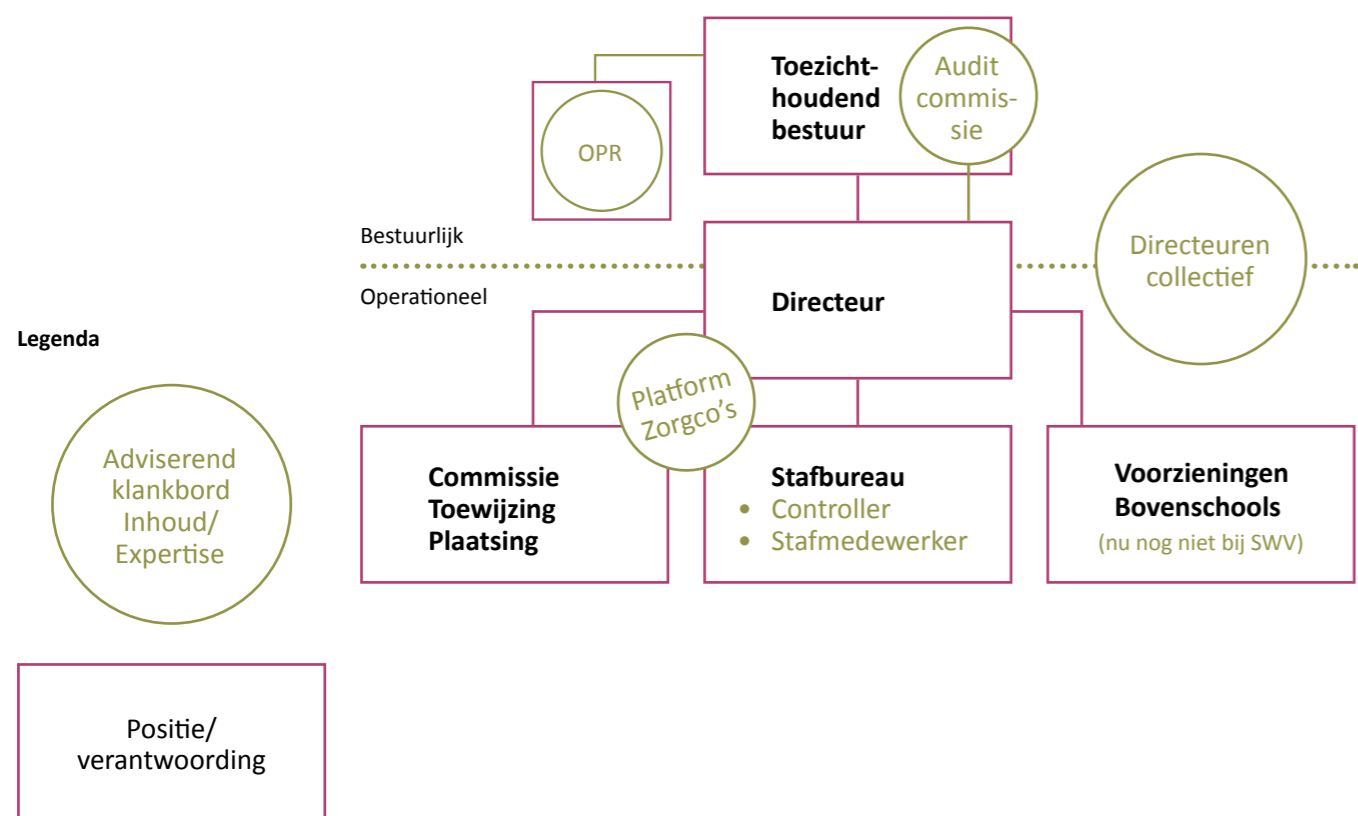 Toezicht-
houdend
bestuur
Audit
commis-
sie
OPR
Bestuurlijk
Operationeel
Directeuren
collectief
Directeur
Platform
Zorgco's
Commissie
Toewijzing
Plaatsing
Stafbureau
• Controller
• Stafmedewerker
Voorzieningen
Bovenschools
(nu nog niet bij SWV)
Legenda
Adviserend
klankbord
Inhoud/
Expertise
Positie/
verantwoording